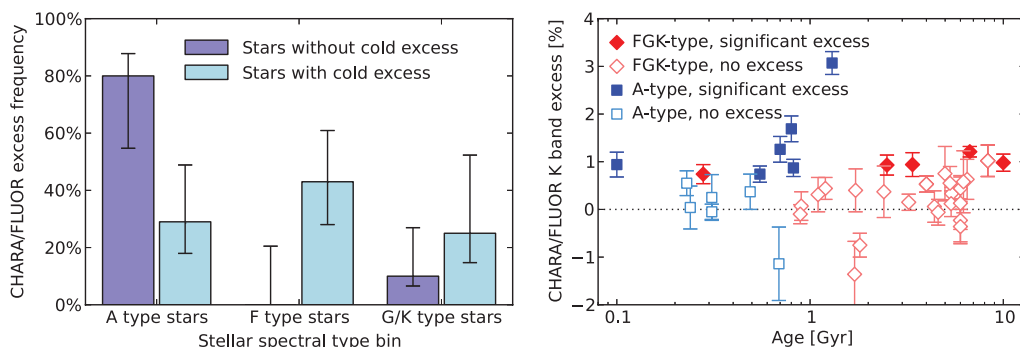 100%
80%
60%
40%
20%
0%
CHARA/FLUOR excess frequency
Stars without cold excess
Stars with cold excess
A type stars
F type stars
G/K type stars
Stellar spectral type bin
4
3
2
1
0
−1
−2
CHARA/FLUOR K band excess [%]
FGK-type, significant excess
FGK-type, no excess
A-type, significant excess
A-type, no excess
0.1
1
10
Age [Gyr]